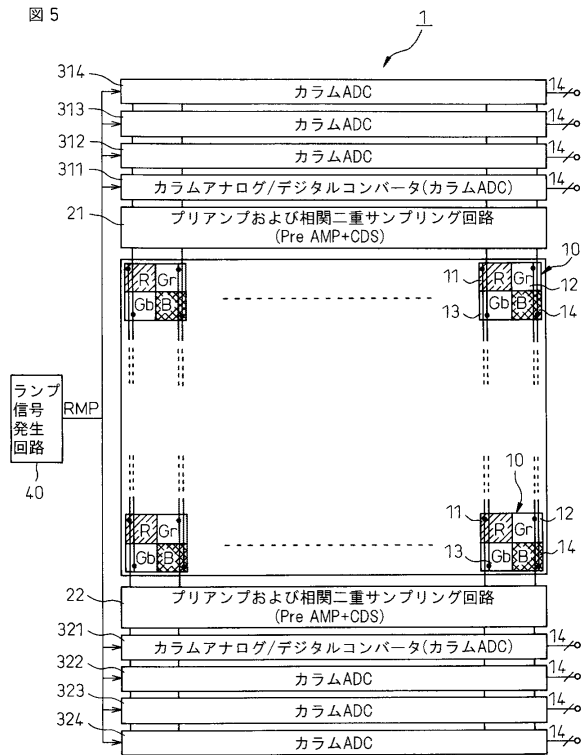 図5
1
314
カラムADC
14
313
カラムADC
14
312
カラムADC
14
311
カラムアナログ/デジタルコンバータ(カラムADC)
14
21
プリアンプおよび相関二重サンプリング回路
(Pre AMP+CDS)
R Gr
Gb B
11
10
R Gr
12
13
Gb B
14
ランプ
信号
発生
回路
RMP
40
R Gr
Gb B
11
10
R Gr
12
13
Gb B
14
22
プリアンプおよび相関二重サンプリング回路
(Pre AMP+CDS)
321
カラムアナログ/デジタルコンバータ(カラムADC)
14
322
カラムADC
14
323
カラムADC
14
324
カラムADC
14